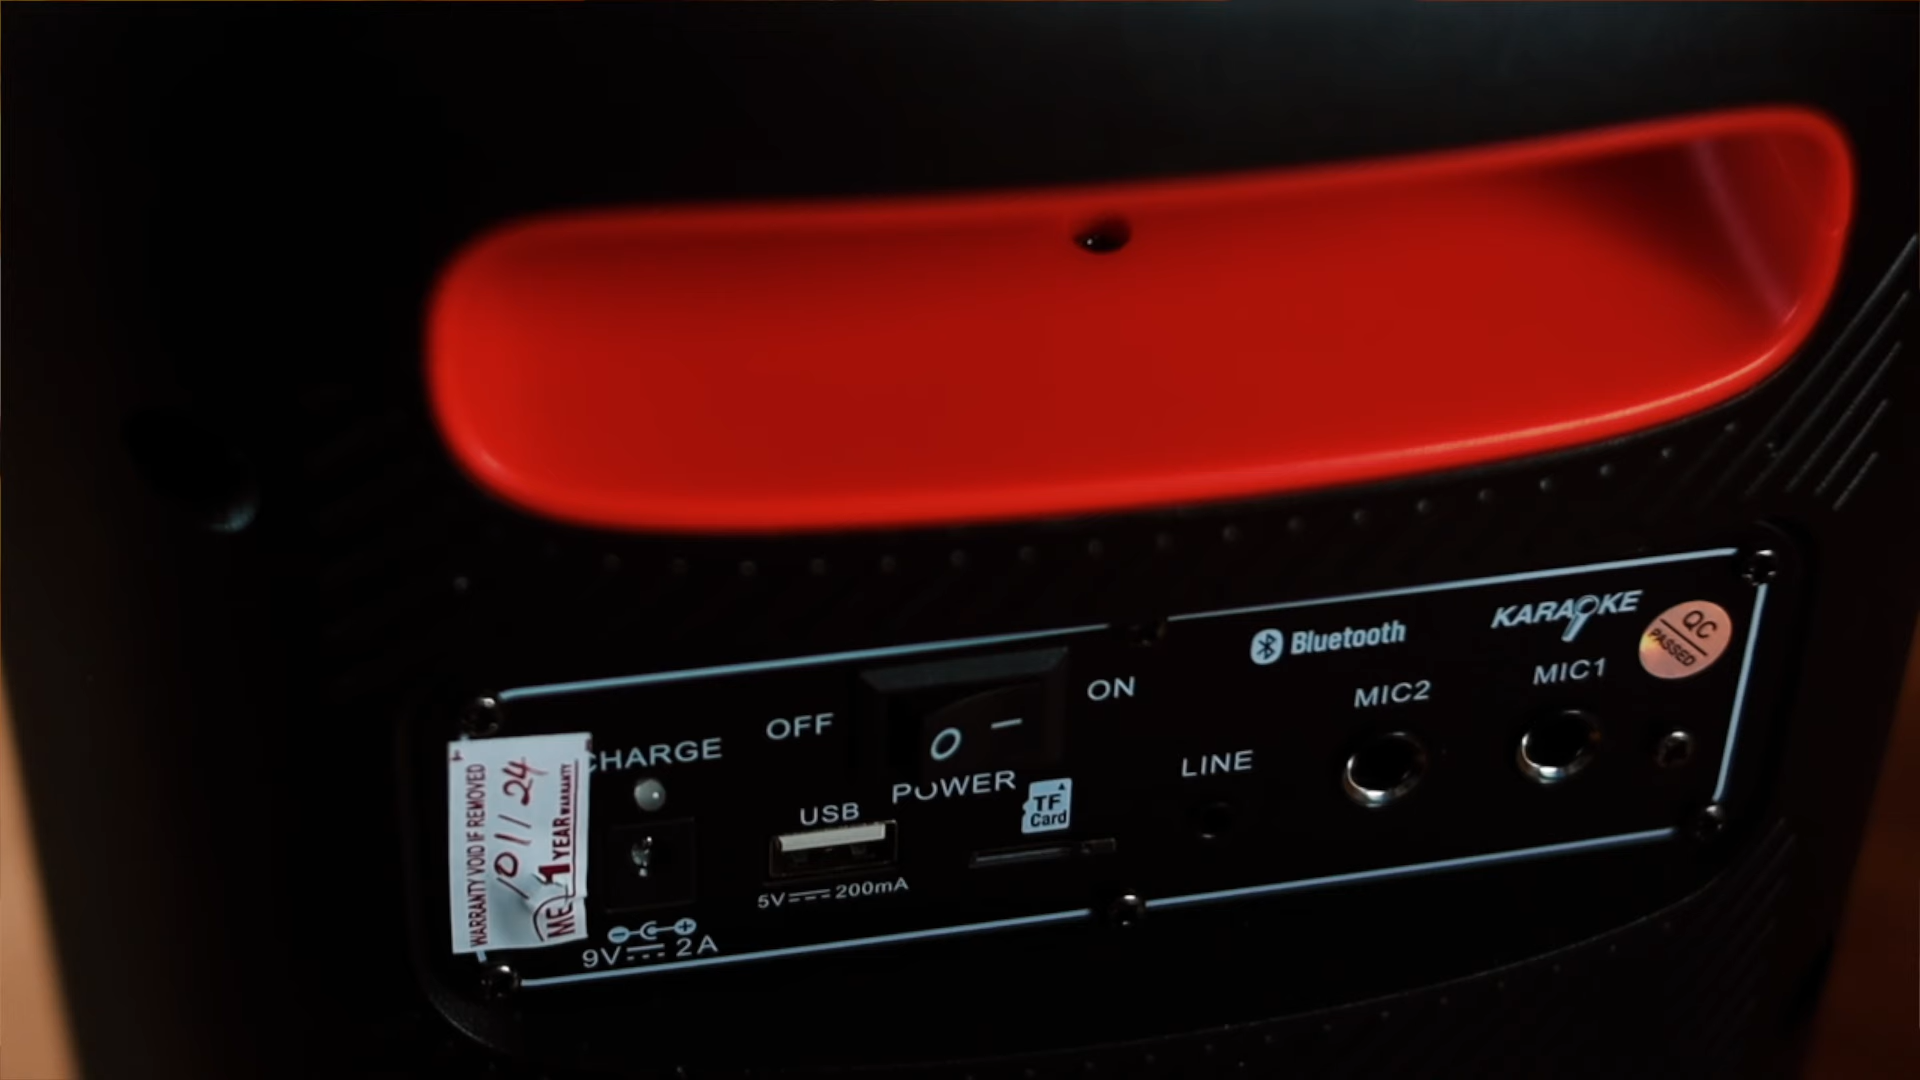 KARAOKE
Bluetooth
QC
PASSED
MIC1
MIC2
ON
OFF
POWER
CHARGE
LINE
TF
Card
USB
5V 200mA
9V 2A
WARRANTY VOID IF REMOVED
10/1/24
1 YEAR WARRANTY
ME